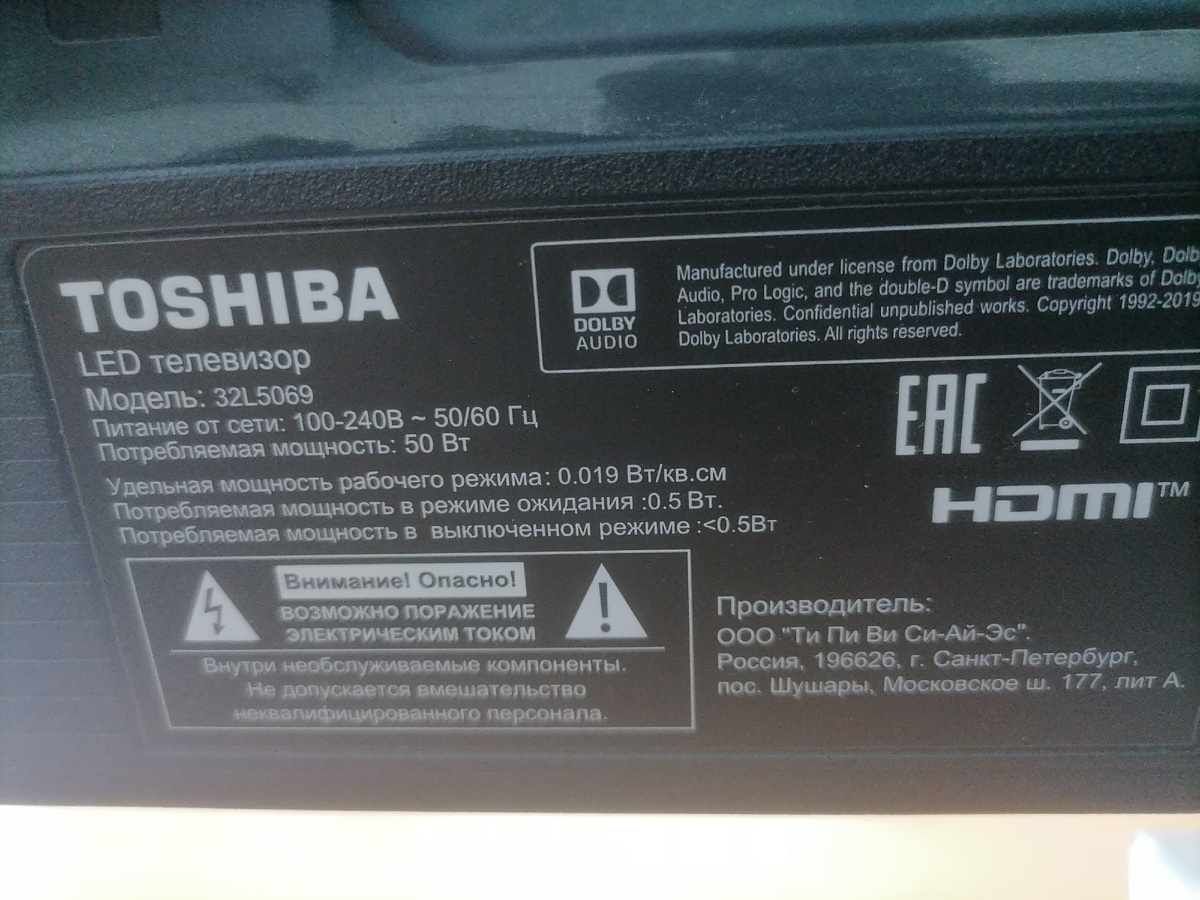 TOSHIBA
LED телевизор
Модель: 32L5069
Питание от сети: 100-240В ~ 50/60 Гц
Потребляемая мощность: 50 Вт
Удельная мощность рабочего режима: 0.019 Вт/кв.см
Потребляемая мощность в режиме ожидания :0.5 Вт.
Потребляемая мощность в выключенном режиме :<0.5Вт
Внимание! Опасно!
ВОЗМОЖНО ПОРАЖЕНИЕ
ЭЛЕКТРИЧЕСКИМ ТОКОМ
Внутри необслуживаемые компоненты.
Не допускается вмешательство
неквалифицированного персонала.
DOLBY
AUDIO
Manufactured under license from Dolby Laboratories. Dolby, Dolb
Audio, Pro Logic, and the double-D symbol are trademarks of Dolb
Laboratories. Confidential unpublished works. Copyright 1992-2019
Dolby Laboratories. All rights reserved.
EAC
HDMI™
Производитель:
ООО "Ти Пи Ви Си-Ай-Эс".
Россия, 196626, г. Санкт-Петербург,
пос. Шушары, Московское ш. 177, лит А.